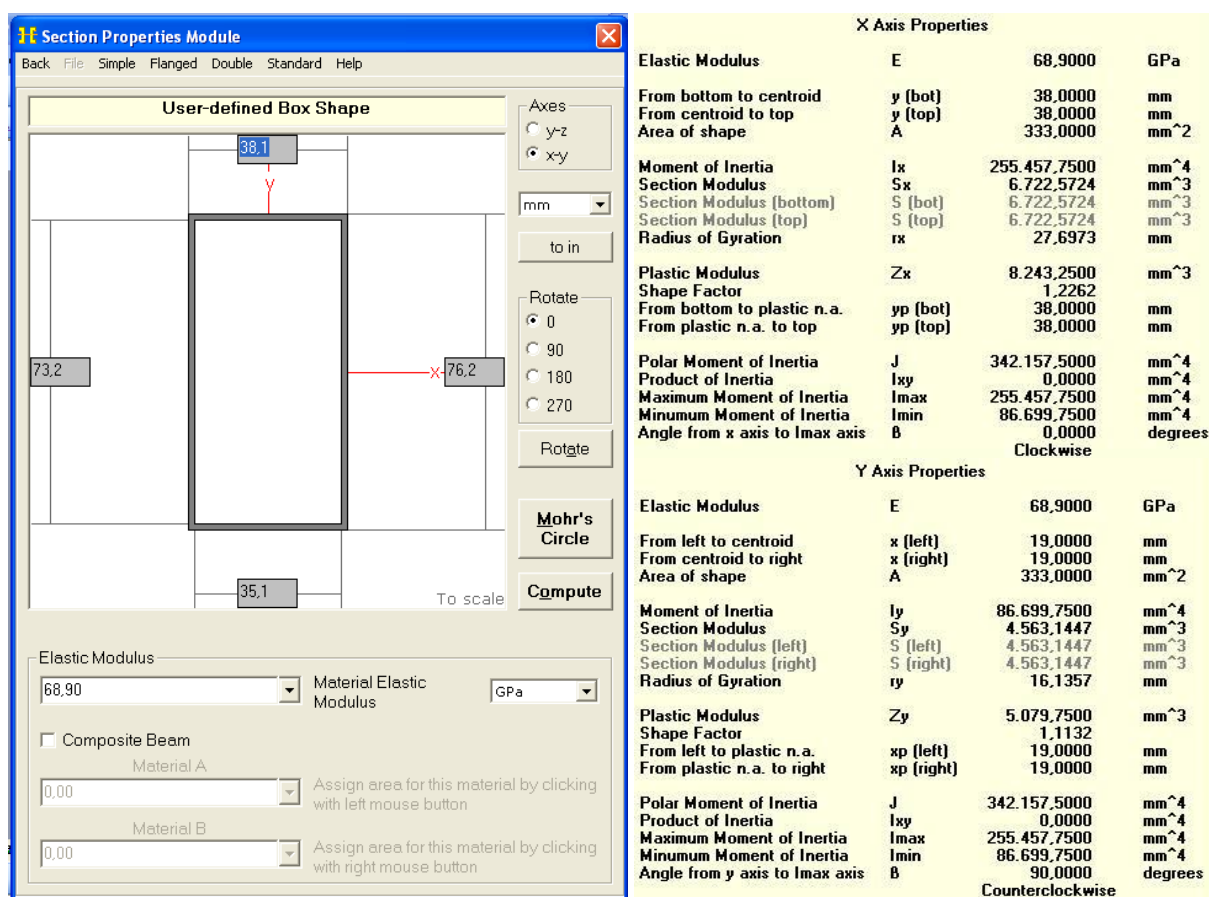 Section Properties Module
Back File Simple Flanged Double Standard Help
User-defined Box Shape
38,1
y
73,2
X
76,2
35,1
To scale
Axes
y-z
x-y
mm
to in
Rotate
0
90
180
270
Rotate
Mohr's
Circle
Compute
Elastic Modulus
68,90
Material Elastic
Modulus
GPa
Composite Beam
Material A
0,00
Assign area for this material by clicking
with left mouse button
Material B
0,00
Assign area for this material by clicking
with right mouse button
X Axis Properties
Elastic Modulus E 68,9000 GPa
From bottom to centroid y (bot) 38,0000 mm
From centroid to top y (top) 38,0000 mm
Area of shape A 333,0000 mm^2
Moment of Inertia Ix 255.457,7500 mm^4
Section Modulus Sx 6.722,5724 mm^3
Section Modulus (bottom) S (bot) 6.722,5724 mm^3
Section Modulus (top) S (top) 6.722,5724 mm^3
Radius of Gyration rx 27,6973 mm
Plastic Modulus Zx 8.243,2500 mm^3
Shape Factor 1,2262
From bottom to plastic n.a. yp (bot) 38,0000 mm
From plastic n.a. to top yp (top) 38,0000 mm
Polar Moment of Inertia J 342.157,5000 mm^4
Product of Inertia Ixy 0,0000 mm^4
Maximum Moment of Inertia Imax 255.457,7500 mm^4
Minumum Moment of Inertia Imin 86.699,7500 mm^4
Angle from x axis to Imax axis ß 0,0000 degrees
Clockwise
Y Axis Properties
Elastic Modulus E 68,9000 GPa
From left to centroid x (left) 19,0000 mm
From centroid to right x (right) 19,0000 mm
Area of shape A 333,0000 mm^2
Moment of Inertia Iy 86.699,7500 mm^4
Section Modulus Sy 4.563,1447 mm^3
Section Modulus (left) S (left) 4.563,1447 mm^3
Section Modulus (right) S (right) 4.563,1447 mm^3
Radius of Gyration ry 16,1357 mm
Plastic Modulus Zy 5.079,7500 mm^3
Shape Factor 1,1132
From left to plastic n.a. xp (left) 19,0000 mm
From plastic n.a. to right xp (right) 19,0000 mm
Polar Moment of Inertia J 342.157,5000 mm^4
Product of Inertia Ixy 0,0000 mm^4
Maximum Moment of Inertia Imax 255.457,7500 mm^4
Minumum Moment of Inertia Imin 86.699,7500 mm^4
Angle from y axis to Imax axis ß 90,0000 degrees
Counterclockwise